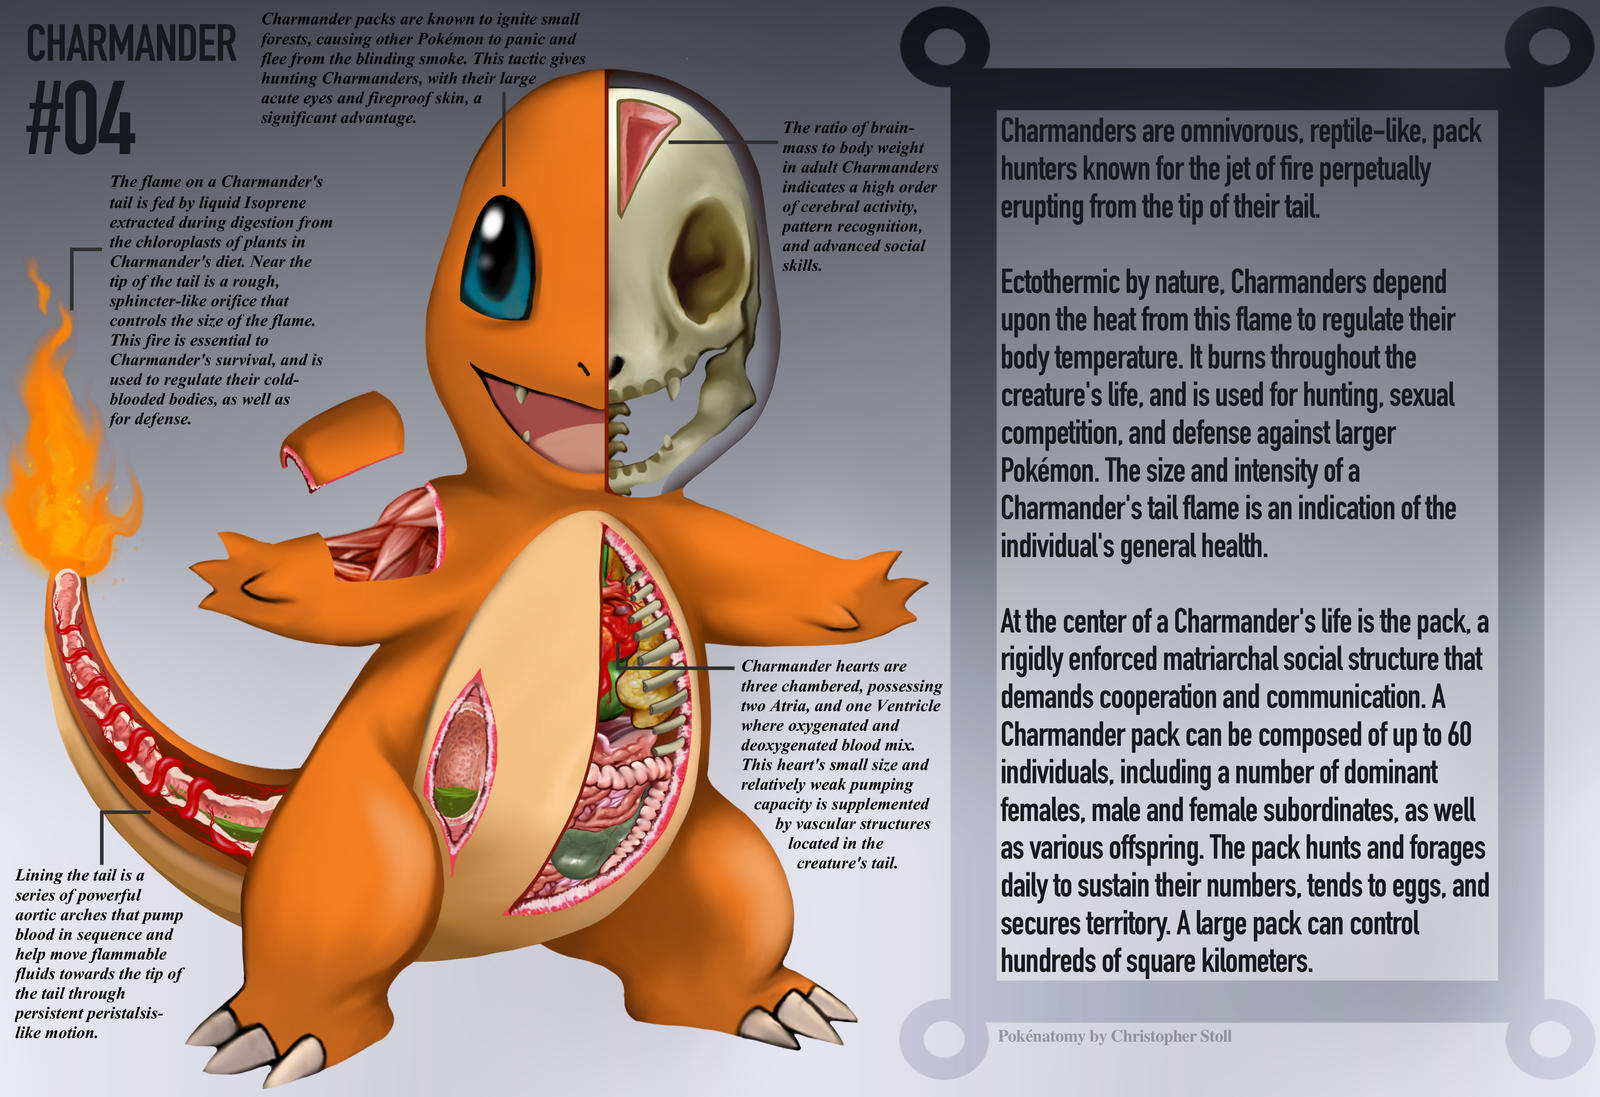 CHARMANDER
#04
Charmander packs are known to ignite small
forests, causing other Pokémon to panic and
flee from the blinding smoke. This tactic gives
hunting Charmanders, with their large
acute eyes and fireproof skin, a
significant advantage.
The flame on a Charmander's
tail is fed by liquid Isoprene
extracted during digestion from
the chloroplasts of plants in
Charmander's diet. Near the
tip of the tail is a rough,
sphincter-like orifice that
controls the size of the flame.
This fire is essential to
Charmander's survival, and is
used to regulate their cold-
blooded bodies, as well as
for defense.
The ratio of brain-
mass to body weight
in adult Charmanders
indicates a high order
of cerebral activity,
pattern recognition,
and advanced social
skills.
Charmander hearts are
three chambered, possessing
two Atria, and one Ventricle
where oxygenated and
deoxygenated blood mix.
This heart's small size and
relatively weak pumping
capacity is supplemented
by vascular structures
located in the
creature's tail.
Lining the tail is a
series of powerful
aortic arches that pump
blood in sequence and
help move flammable
fluids towards the tip of
the tail through
persistent peristalsis-
like motion.
Charmanders are omnivorous, reptile-like, pack
hunters known for the jet of fire perpetually
erupting from the tip of their tail.
Ectothermic by nature, Charmanders depend
upon the heat from this flame to regulate their
body temperature. It burns throughout the
creature's life, and is used for hunting, sexual
competition, and defense against larger
Pokémon. The size and intensity of a
Charmander's tail flame is an indication of the
individual's general health.
At the center of a Charmander's life is the pack, a
rigidly enforced matriarchal social structure that
demands cooperation and communication. A
Charmander pack can be composed of up to 60
individuals, including a number of dominant
females, male and female subordinates, as well
as various offspring. The pack hunts and forages
daily to sustain their numbers, tends to eggs, and
secures territory. A large pack can control
hundreds of square kilometers.
Pokénatomy by Christopher Stoll